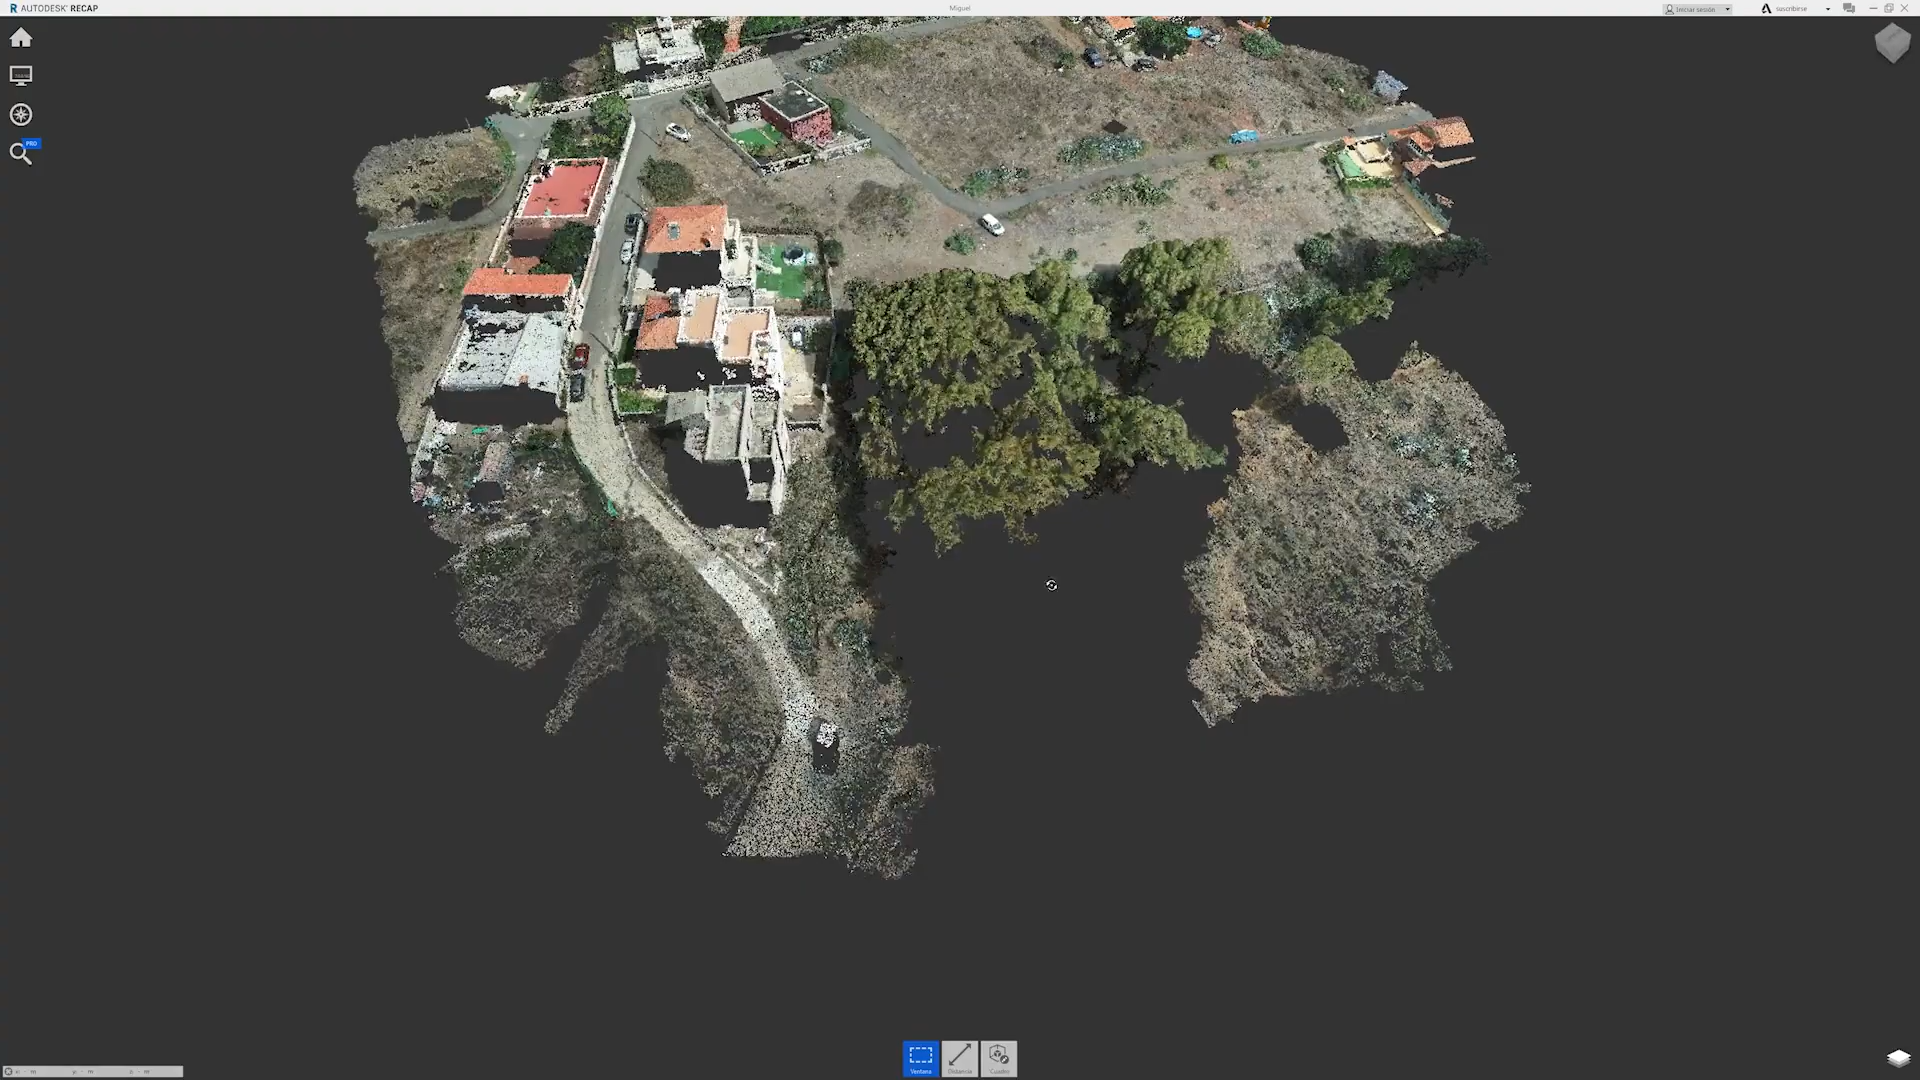 R AUTODESK® RECAP
Miguel
Iniciar sesión
suscribirse
PRO
Ventana
Distancia
Cuadro
x: - m y: - m z: - m